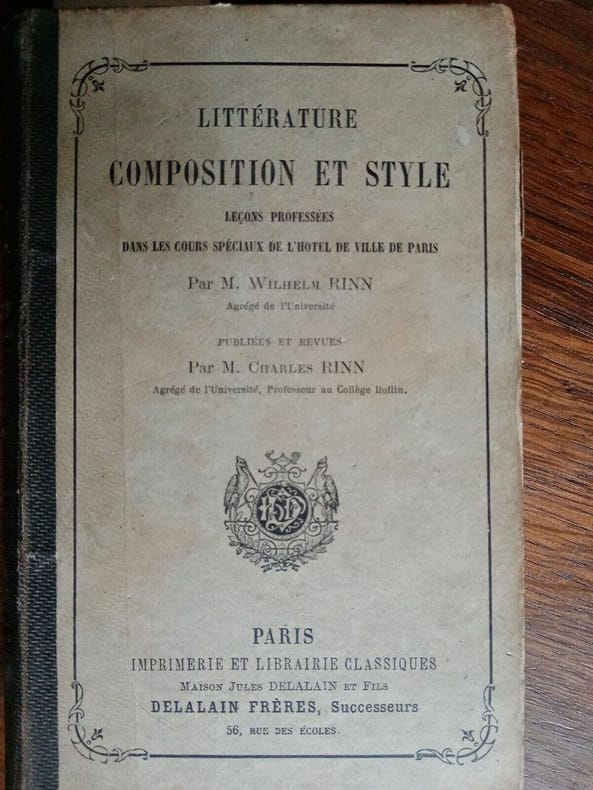 LITTÉRATURE
COMPOSITION ET STYLE
LEÇONS PROFESSÉES
DANS LES COURS SPÉCIAUX DE L'HOTEL DE VILLE DE PARIS
Par M. WILHELM RINN
Agrégé de l'Université
PUBLIÉES ET REVUES
Par M. CHARLES RINN
Agrégé de l'Université, Professeur au Collège Rollin.
PARIS
IMPRIMERIE ET LIBRAIRIE CLASSIQUES
MAISON JULES DELALAIN ET FILS
DELALAIN FRÈRES, Successeurs
56, RUE DES ÉCOLES.